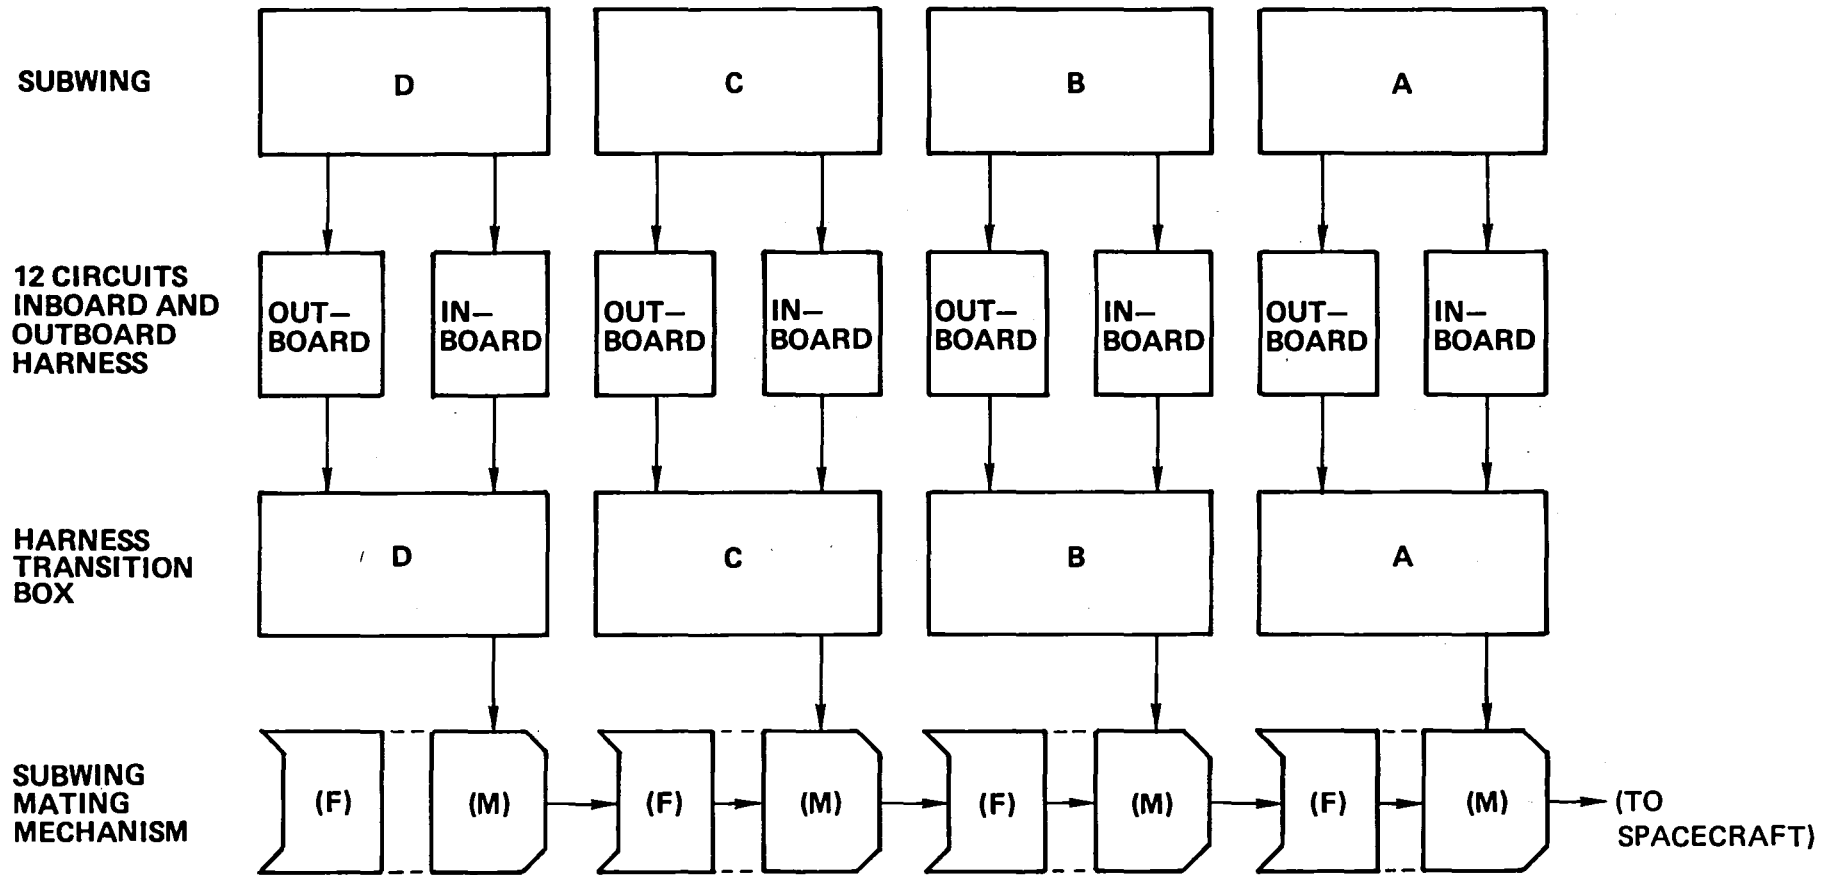 SUBWING
D
C
B
A
12 CIRCUITS
INBOARD AND
OUTBOARD
HARNESS
OUT–
BOARD
IN–
BOARD
OUT–
BOARD
IN–
BOARD
OUT–
BOARD
IN–
BOARD
OUT–
BOARD
IN–
BOARD
HARNESS
TRANSITION
BOX
D
C
B
A
SUBWING
MATING
MECHANISM
(F)
(M)
(F)
(M)
(F)
(M)
(F)
(M)
(TO
SPACECRAFT)